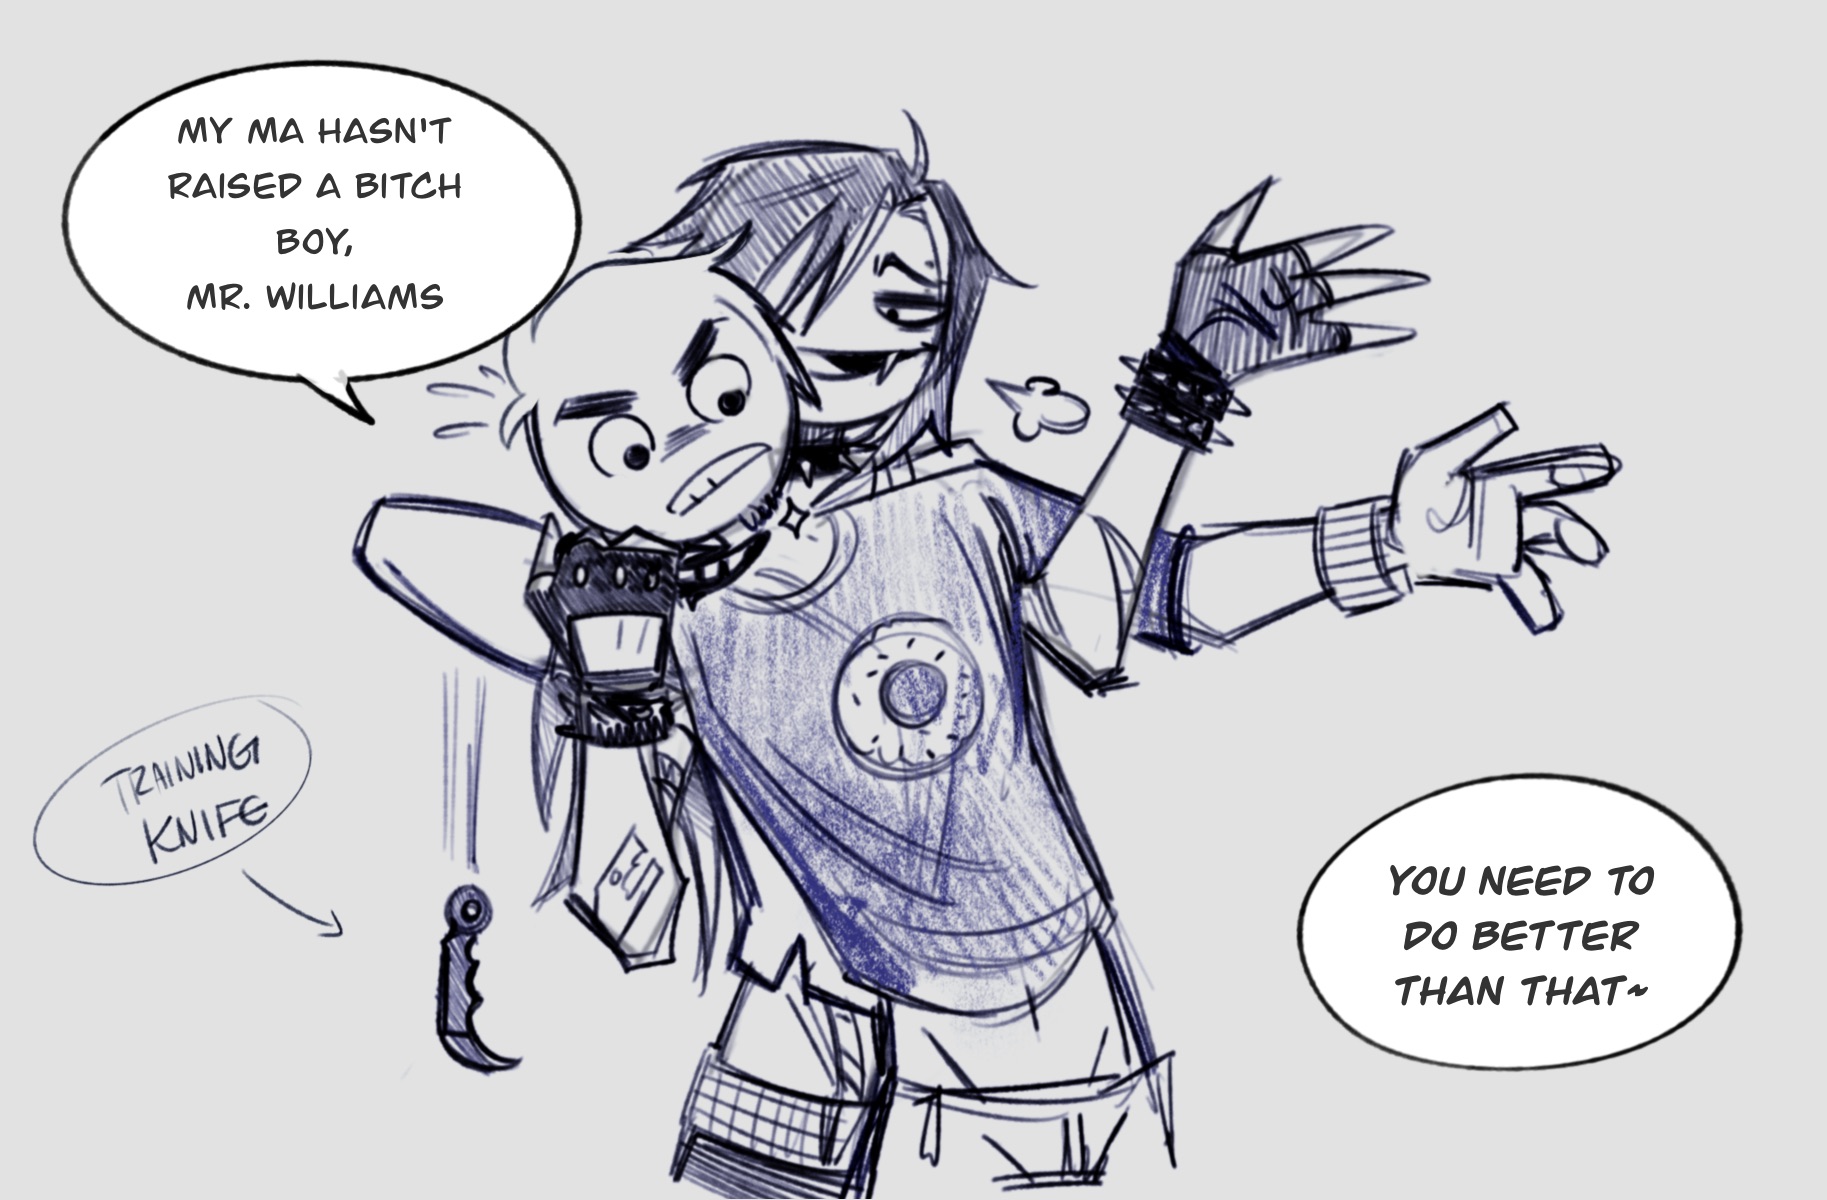 MY MA HASN'T
RAISED A BITCH
BOY,
MR. WILLIAMS
TRAINING
KNIFE
YOU NEED TO
DO BETTER
THAN THAT~